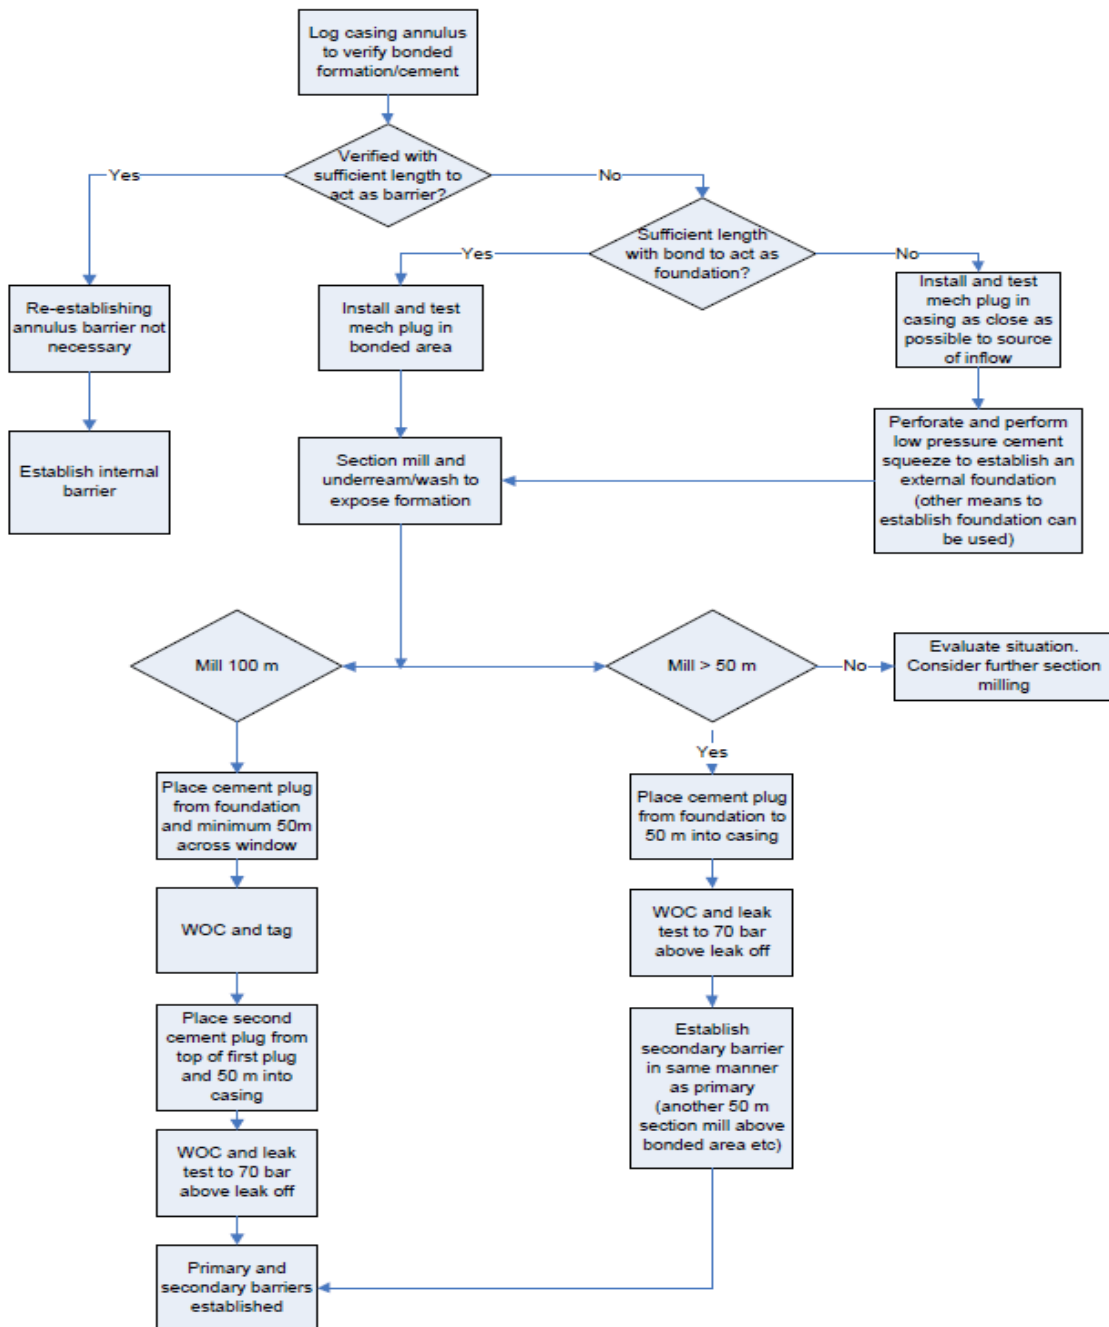 Log casing annulus
to verify bonded
formation/cement
Verified with
sufficient length to
act as barrier?
Yes
No
Sufficient length
with bond to act as
foundation?
Yes
No
Re-establishing
annulus barrier not
necessary
Install and test
mech plug in
bonded area
Install and test
mech plug in
casing as close as
possible to source
of inflow
Establish internal
barrier
Section mill and
underream/wash to
expose formation
Perforate and perform
low pressure cement
squeeze to establish an
external foundation
(other means to
establish foundation can
be used)
Mill 100 m
Mill > 50 m
No
Evaluate situation.
Consider further section
milling
Yes
Place cement plug
from foundation
and minimum 50m
across window
Place cement plug
from foundation to
50 m into casing
WOC and tag
WOC and leak
test to 70 bar
above leak off
Place second
cement plug from
top of first plug
and 50 m into
casing
Establish
secondary barrier
in same manner
as primary
(another 50 m
section mill above
bonded area etc)
WOC and leak
test to 70 bar
above leak off
Primary and
secondary barriers
established